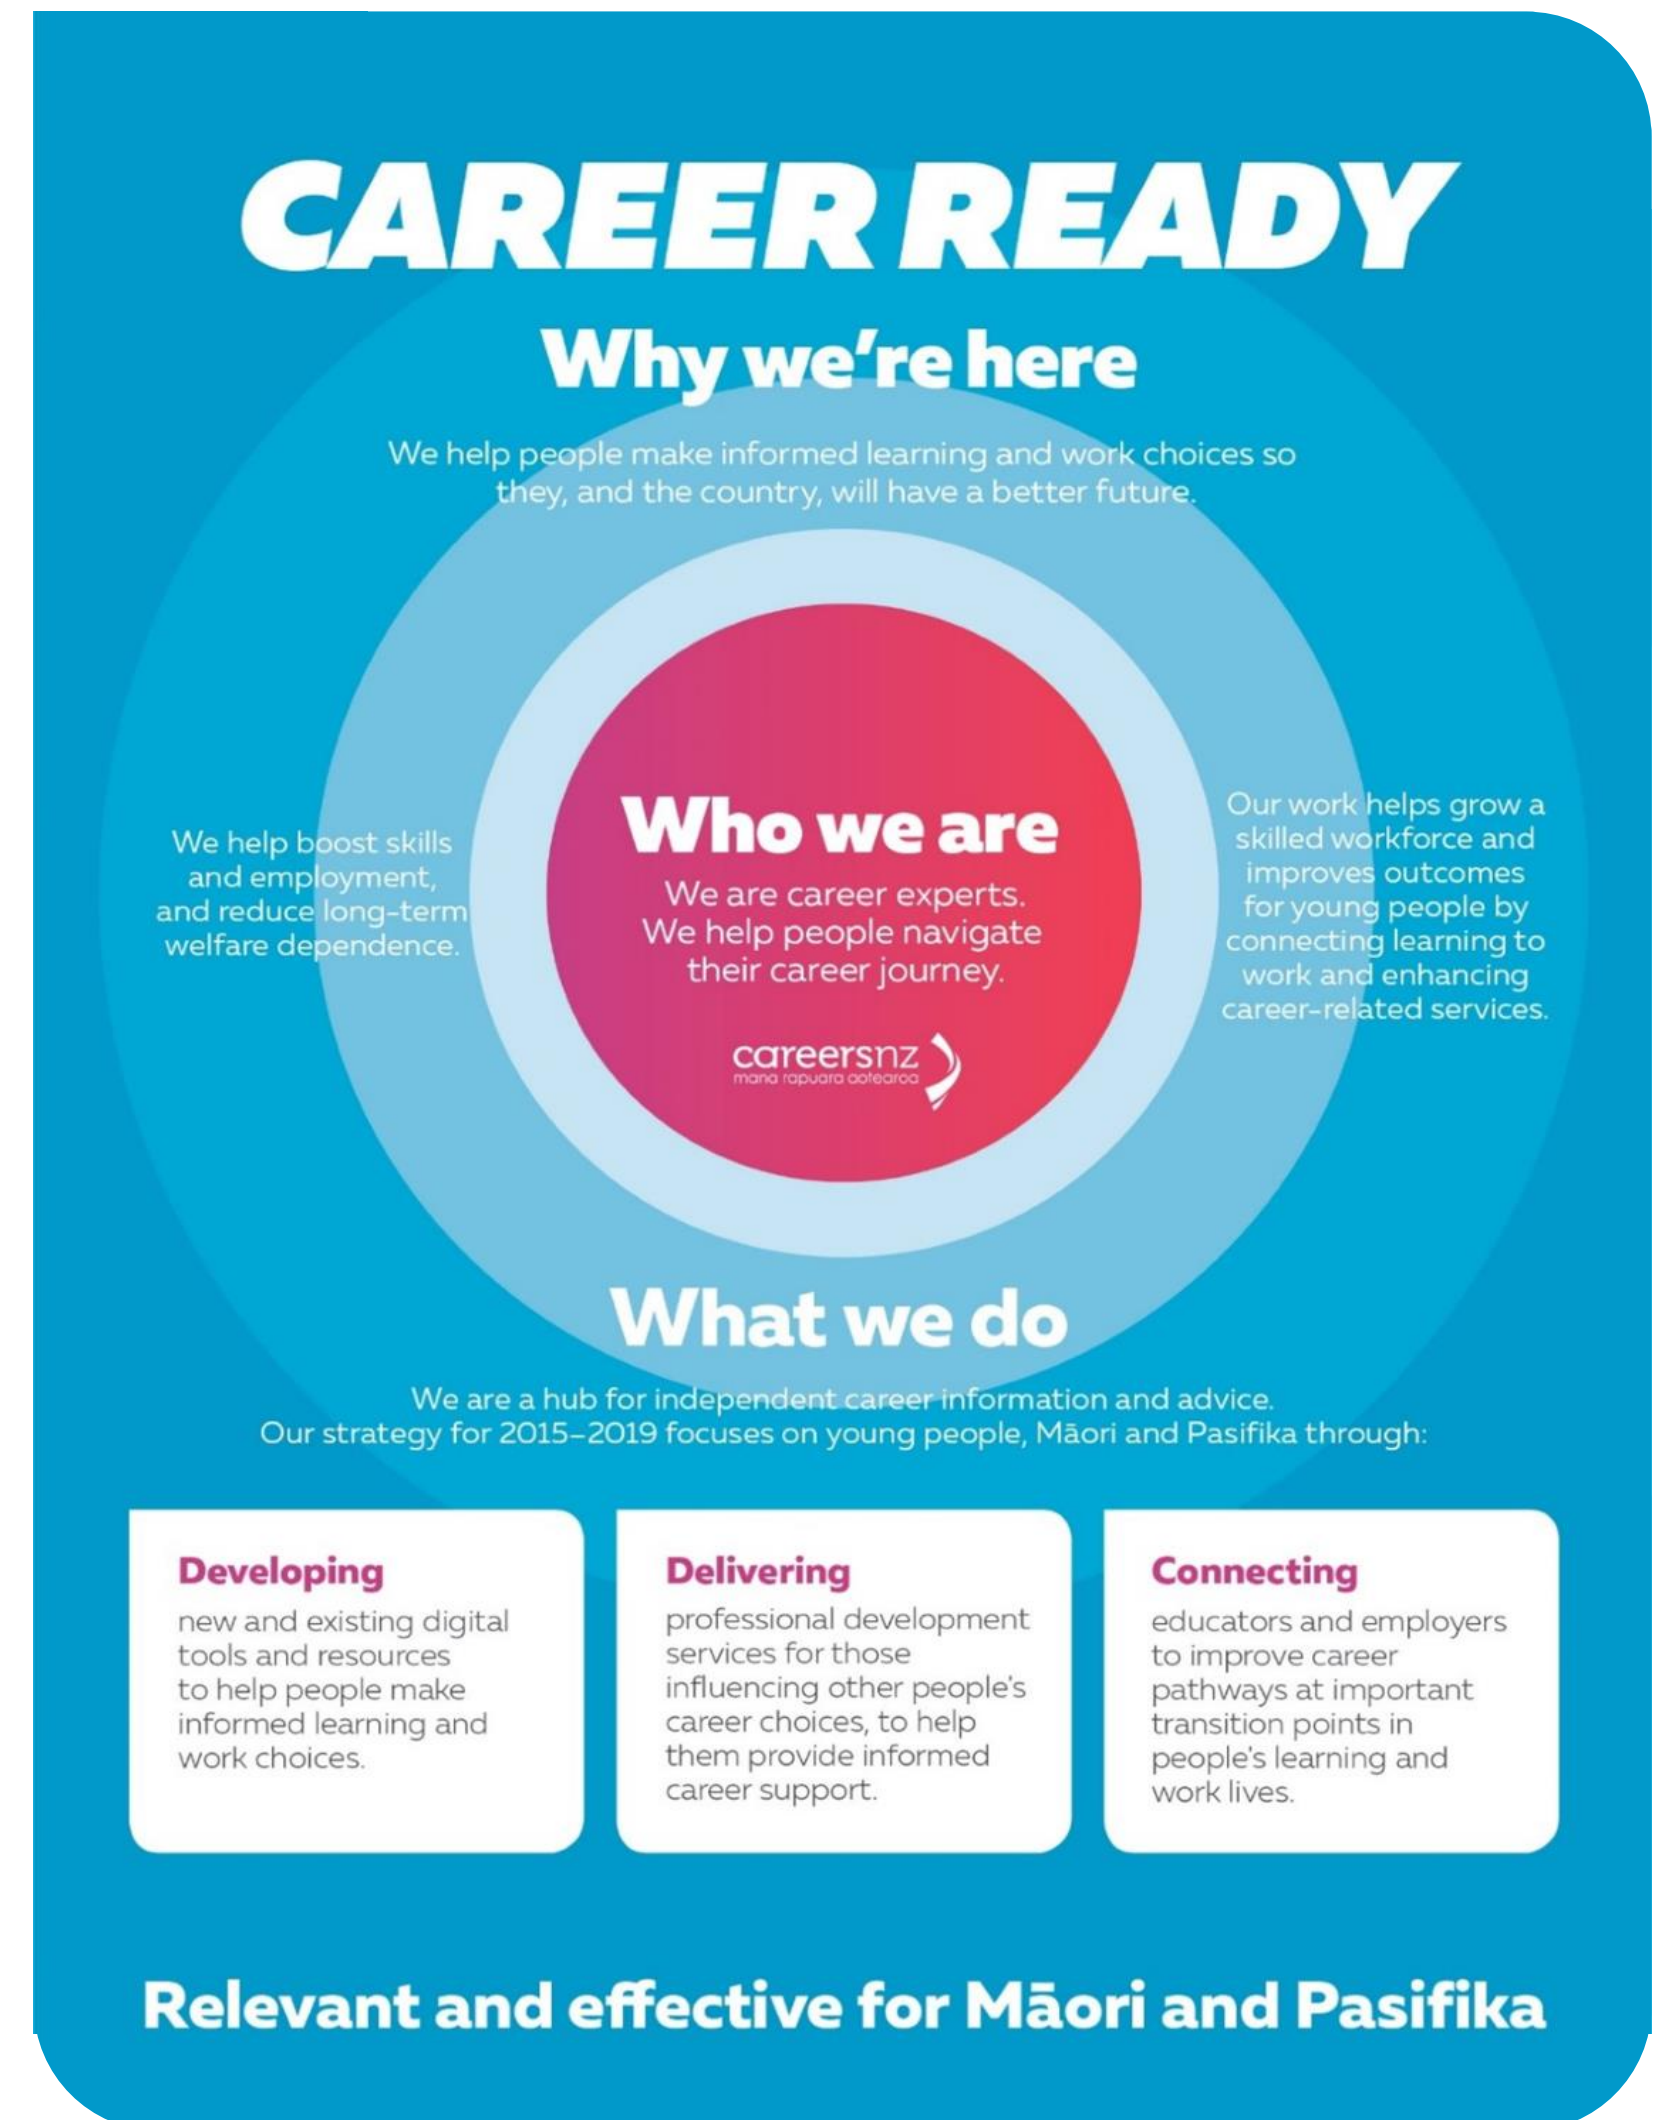 CAREER READY
Why we're here
We help people make informed learning and work choices so
they, and the country, will have a better future.
We help boost skills
and employment,
and reduce long-term
welfare dependence.
Who we are
We are career experts.
We help people navigate
their career journey.
careersnz
mana rapuara aotearoa
Our work helps grow a
skilled workforce and
improves outcomes
for young people by
connecting learning to
work and enhancing
career-related services.
What we do
We are a hub for independent career information and advice.
Our strategy for 2015–2019 focuses on young people, Māori and Pasifika through:
Developing
new and existing digital
tools and resources
to help people make
informed learning and
work choices.
Delivering
professional development
services for those
influencing other people's
career choices, to help
them provide informed
career support.
Connecting
educators and employers
to improve career
pathways at important
transition points in
people's learning and
work lives.
Relevant and effective for Māori and Pasifika